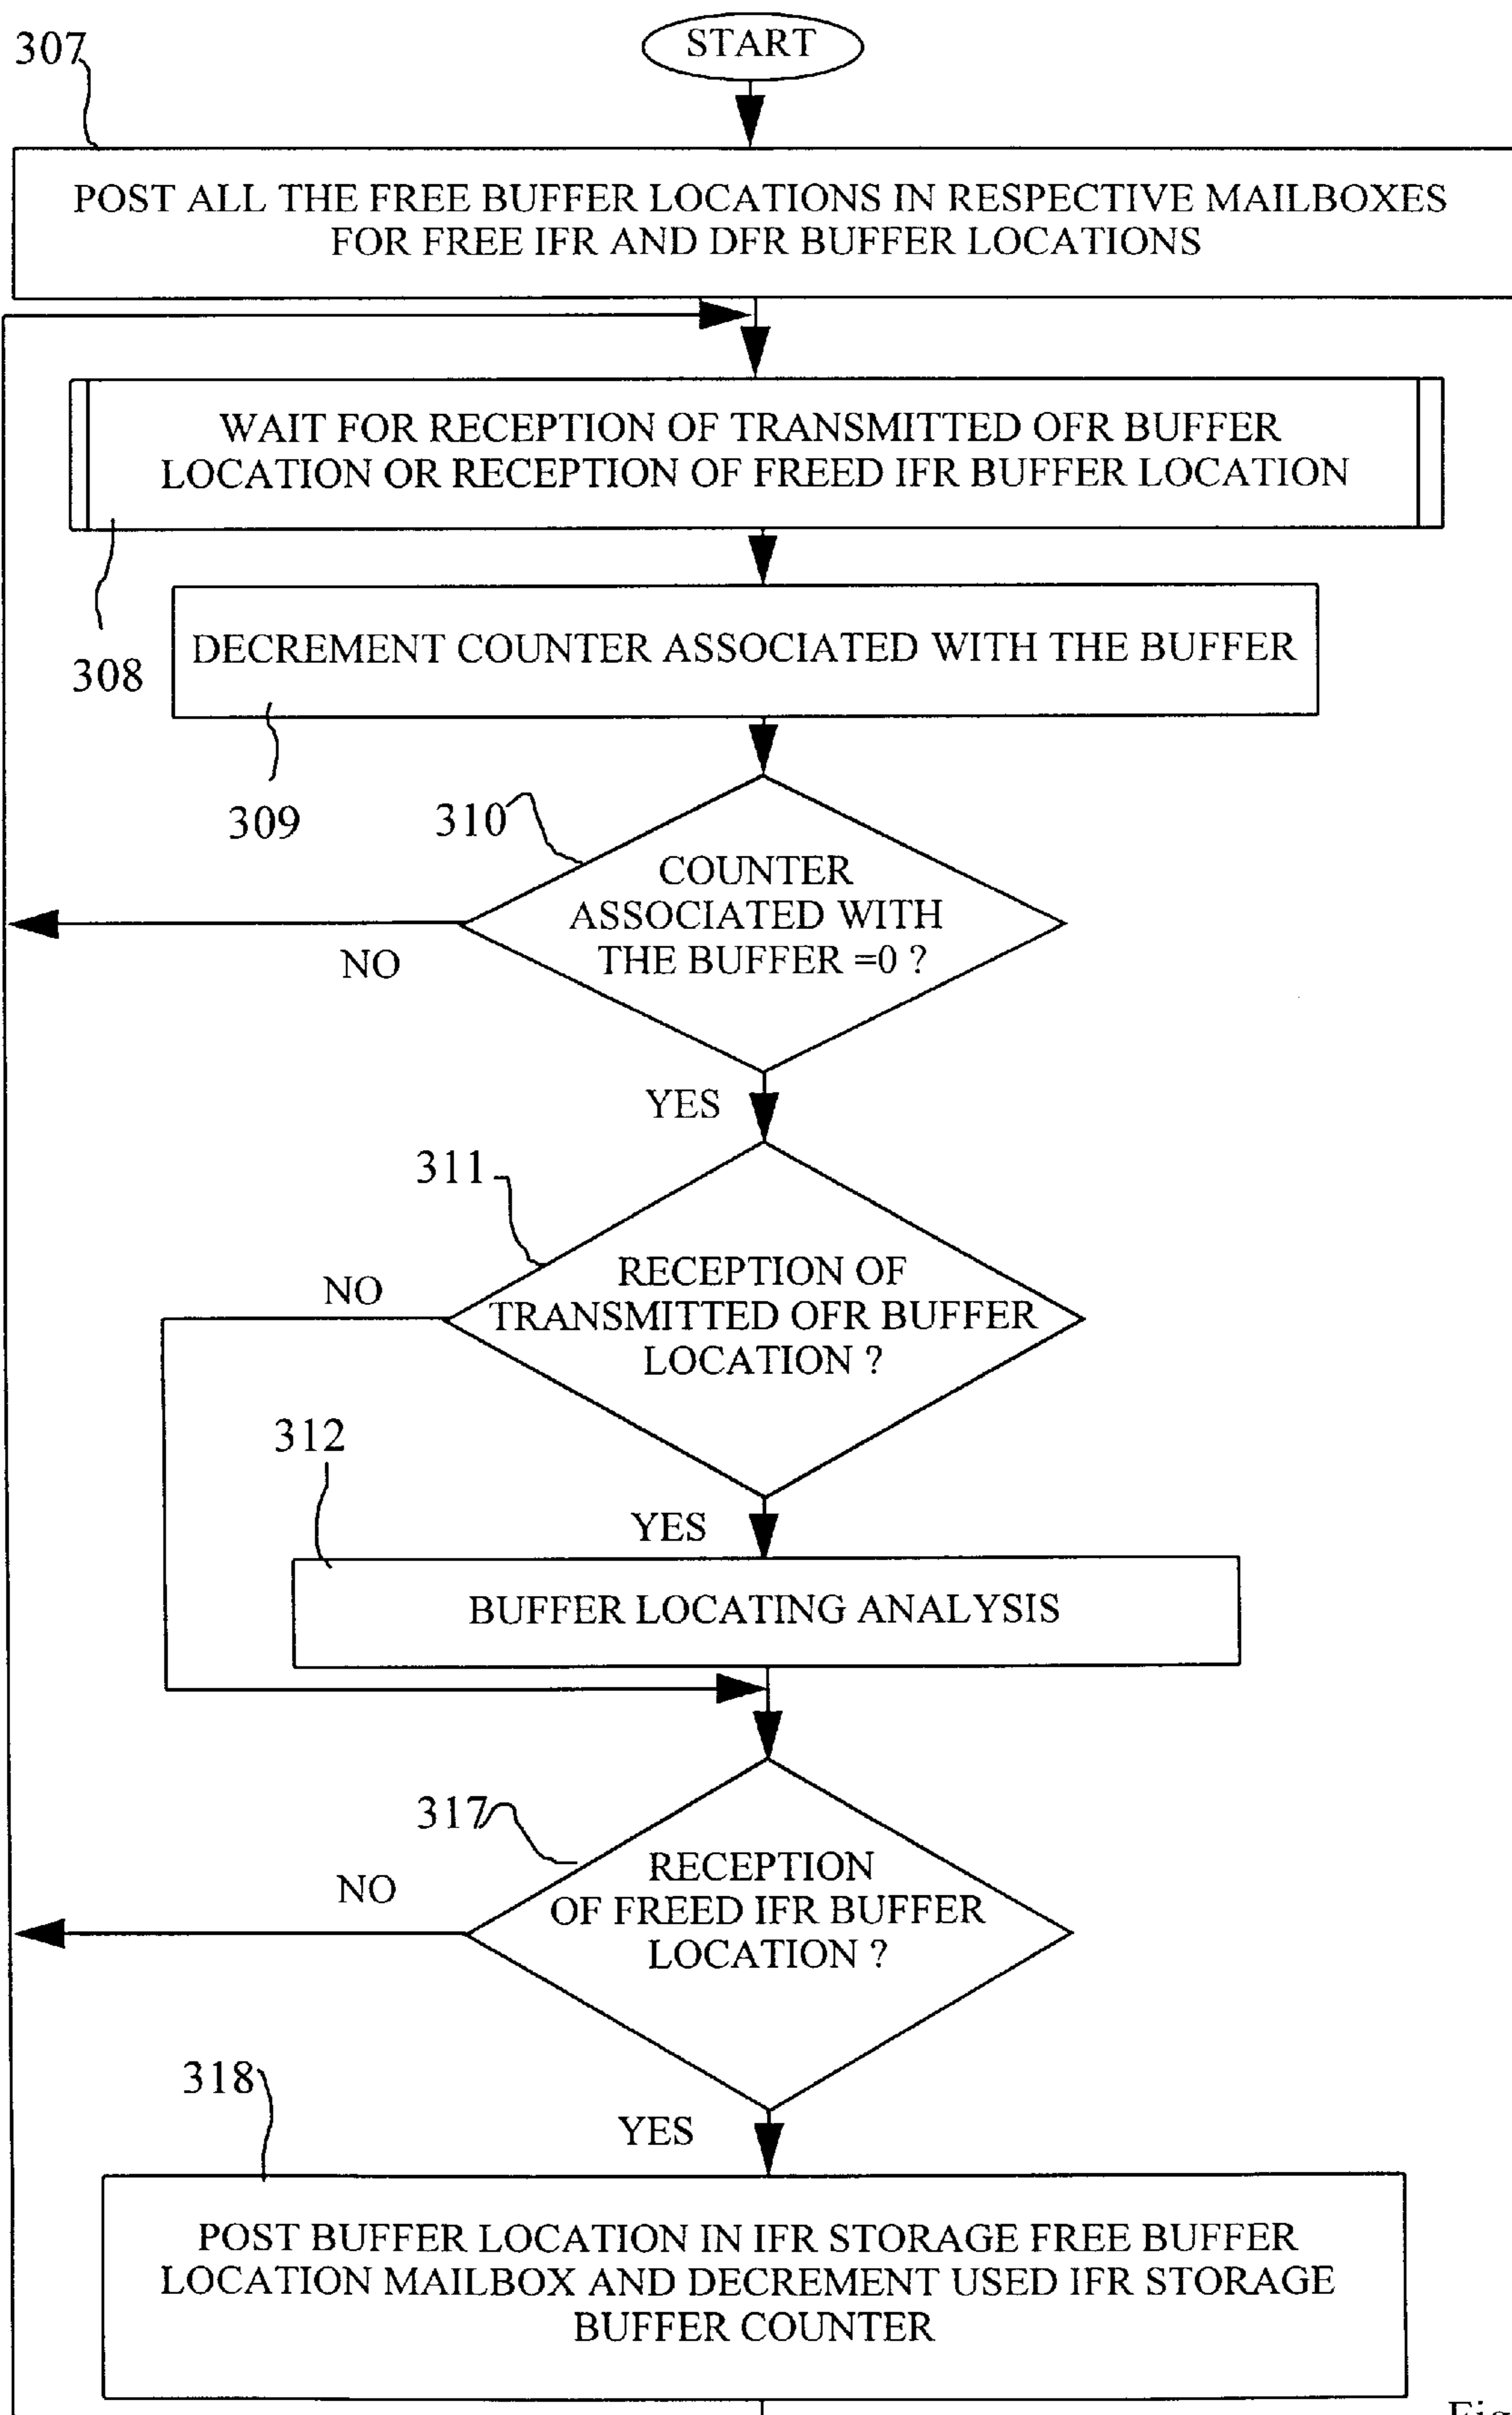 START
307
POST ALL THE FREE BUFFER LOCATIONS IN RESPECTIVE MAILBOXES
FOR FREE IFR AND DFR BUFFER LOCATIONS
WAIT FOR RECEPTION OF TRANSMITTED OFR BUFFER
LOCATION OR RECEPTION OF FREED IFR BUFFER LOCATION
308
DECREMENT COUNTER ASSOCIATED WITH THE BUFFER
309
310
COUNTER
ASSOCIATED WITH
THE BUFFER =0 ?
NO
YES
311
RECEPTION OF
TRANSMITTED OFR BUFFER
LOCATION ?
NO
312
YES
BUFFER LOCATING ANALYSIS
317
RECEPTION
OF FREED IFR BUFFER
LOCATION ?
NO
318
YES
POST BUFFER LOCATION IN IFR STORAGE FREE BUFFER
LOCATION MAILBOX AND DECREMENT USED IFR STORAGE
BUFFER COUNTER